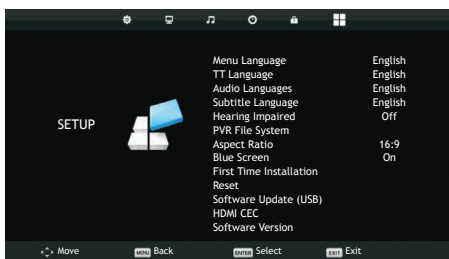 SETUP
Menu Language English
TT Language English
Audio Languages English
Subtitle Language English
Hearing Impaired Off
PVR File System
Aspect Ratio 16:9
Blue Screen On
First Time Installation
Reset
Software Update (USB)
HDMI CEC
Software Version
Move MENU Back ENTER Select EXIT Exit